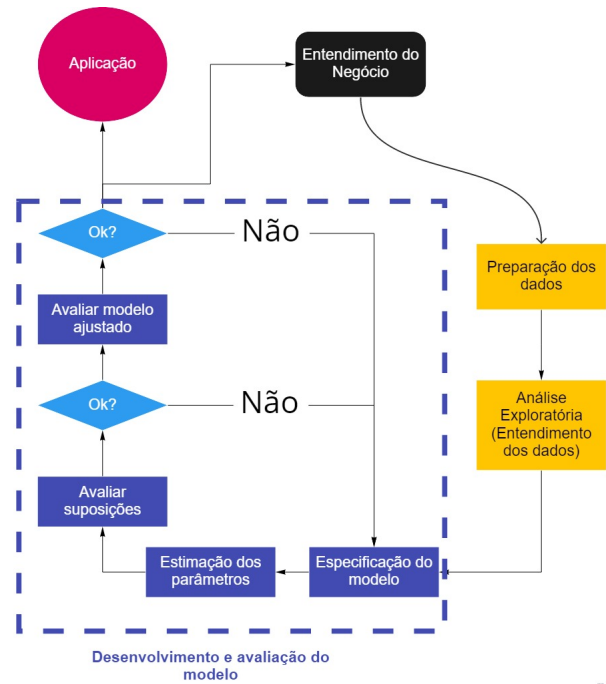 Aplicação
Entendimento do
Negócio
Ok?
Não
Preparação dos
dados
Avaliar modelo
ajustado
Ok?
Não
Análise
Exploratória
(Entendimento
dos dados)
Avaliar
suposições
Estimação dos
parâmetros
Especificação do
modelo
Desenvolvimento e avaliação do
modelo